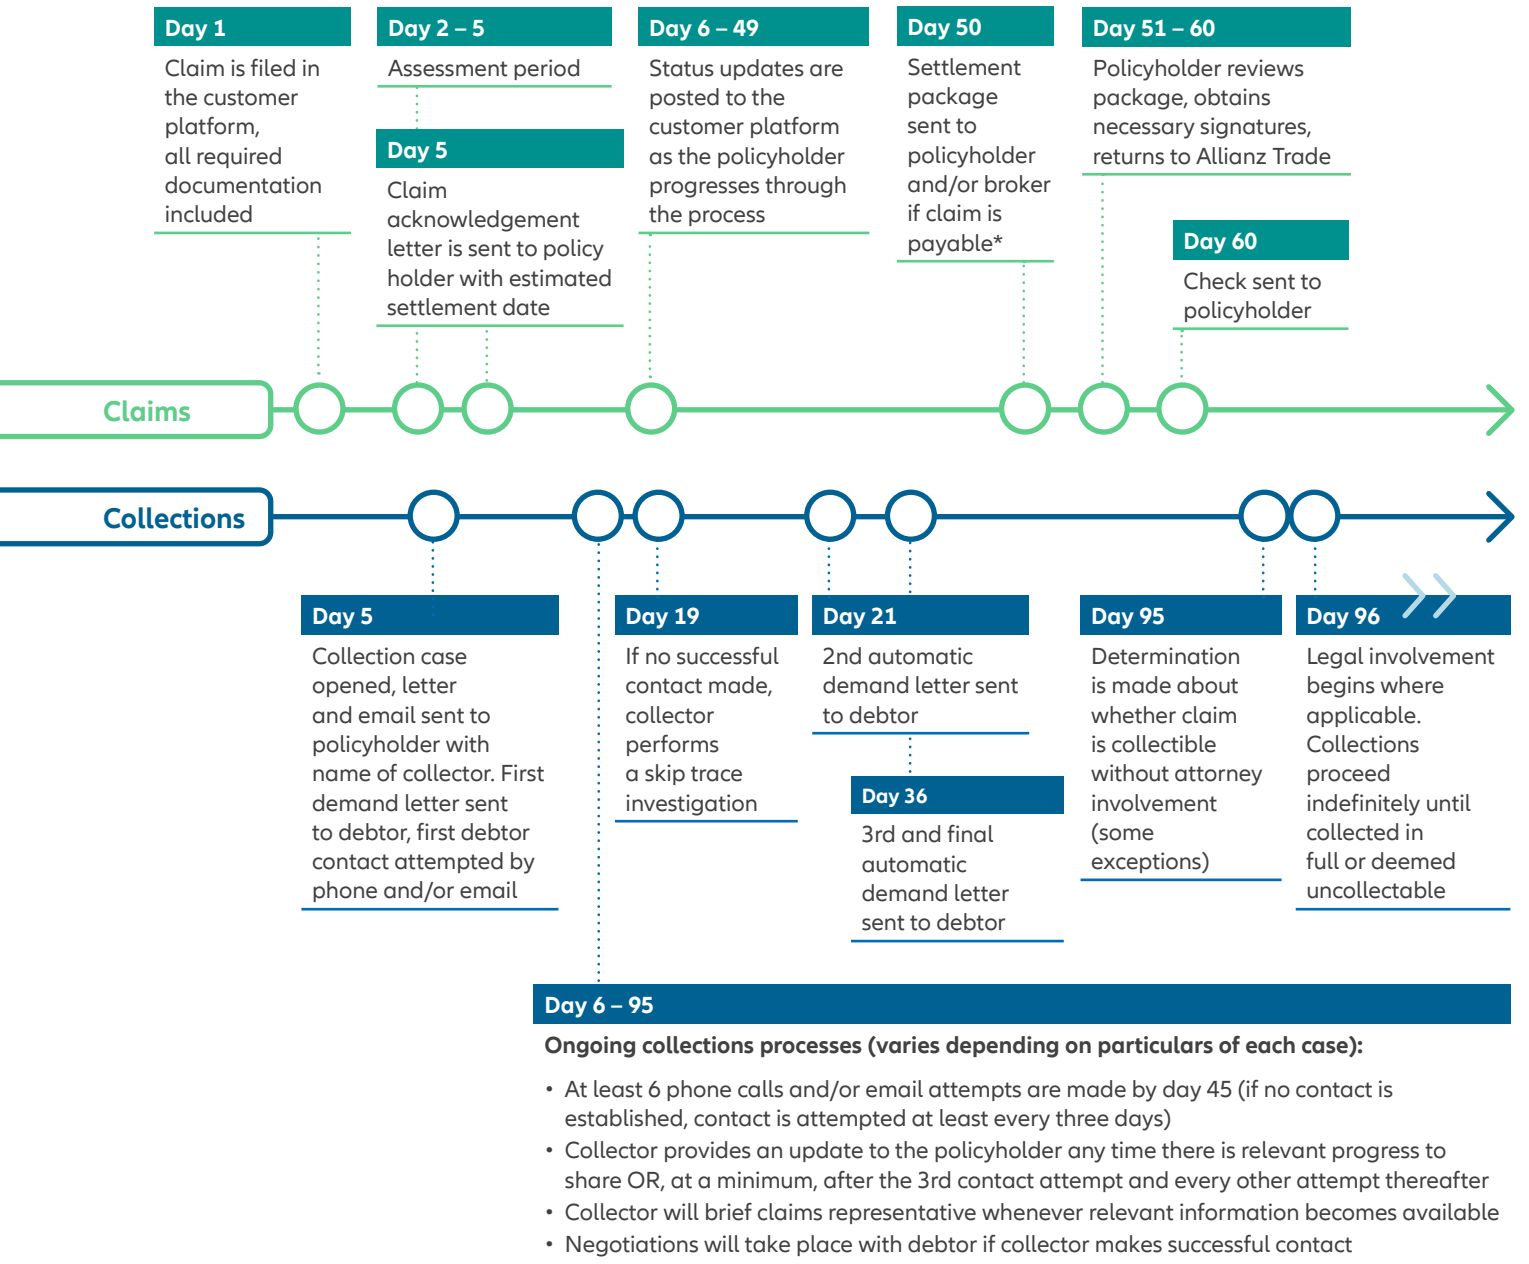 Day 1
Claim is filed in
the customer
platform,
all required
documentation
included
Day 2 – 5
Assessment period
Day 5
Claim
acknowledgement
letter is sent to policy
holder with estimated
settlement date
Day 6 – 49
Status updates are
posted to the
customer platform
as the policyholder
progresses through
the process
Day 50
Settlement
package
sent to
policyholder
and/or broker
if claim is
payable*
Day 51 – 60
Policyholder reviews
package, obtains
necessary signatures,
returns to Allianz Trade
Day 60
Check sent to
policyholder
Claims
Collections
Day 5
Collection case
opened, letter
and email sent to
policyholder with
name of collector. First
demand letter sent
to debtor, first debtor
contact attempted by
phone and/or email
Day 19
If no successful
contact made,
collector
performs
a skip trace
investigation
Day 21
2nd automatic
demand letter sent
to debtor
Day 36
3rd and final
automatic
demand letter
sent to debtor
Day 95
Determination
is made about
whether claim
is collectible
without attorney
involvement
(some
exceptions)
Day 96
Legal involvement
begins where
applicable.
Collections
proceed
indefinitely until
collected in
full or deemed
uncollectable
Day 6 – 95
Ongoing collections processes (varies depending on particulars of each case):
• At least 6 phone calls and/or email attempts are made by day 45 (if no contact is
established, contact is attempted at least every three days)
• Collector provides an update to the policyholder any time there is relevant progress to
share OR, at a minimum, after the 3rd contact attempt and every other attempt thereafter
• Collector will brief claims representative whenever relevant information becomes available
• Negotiations will take place with debtor if collector makes successful contact